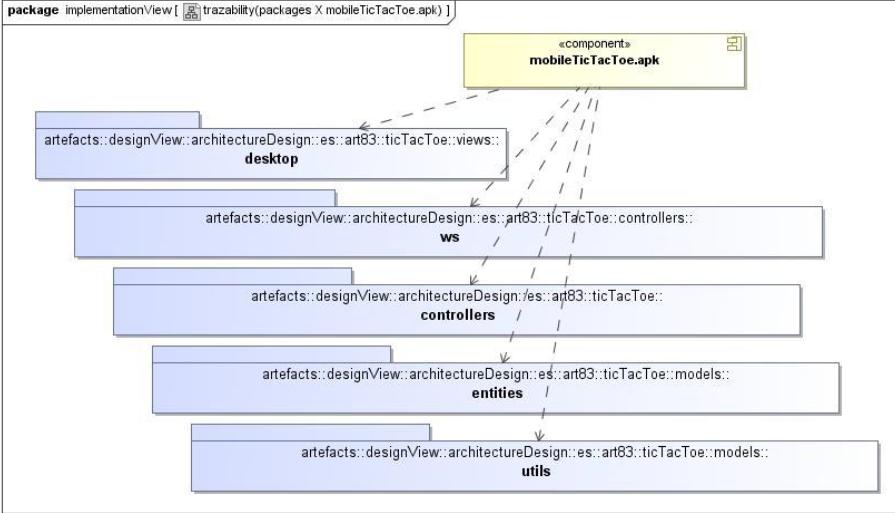 package implementationView [ trazability(packages X mobileTicTacToe.apk) ]
«component»
mobileTicTacToe.apk
artefacts::designView::architectureDesign::es::art83::ticTacToe::views::
desktop
artefacts::designView::architectureDesign::es::art83::ticTacToe::controllers::
ws
artefacts::designView::architectureDesign::es::art83::ticTacToe::
controllers
artefacts::designView::architectureDesign::es::art83::ticTacToe::models::
entities
artefacts::designView::architectureDesign::es::art83::ticTacToe::models::
utils